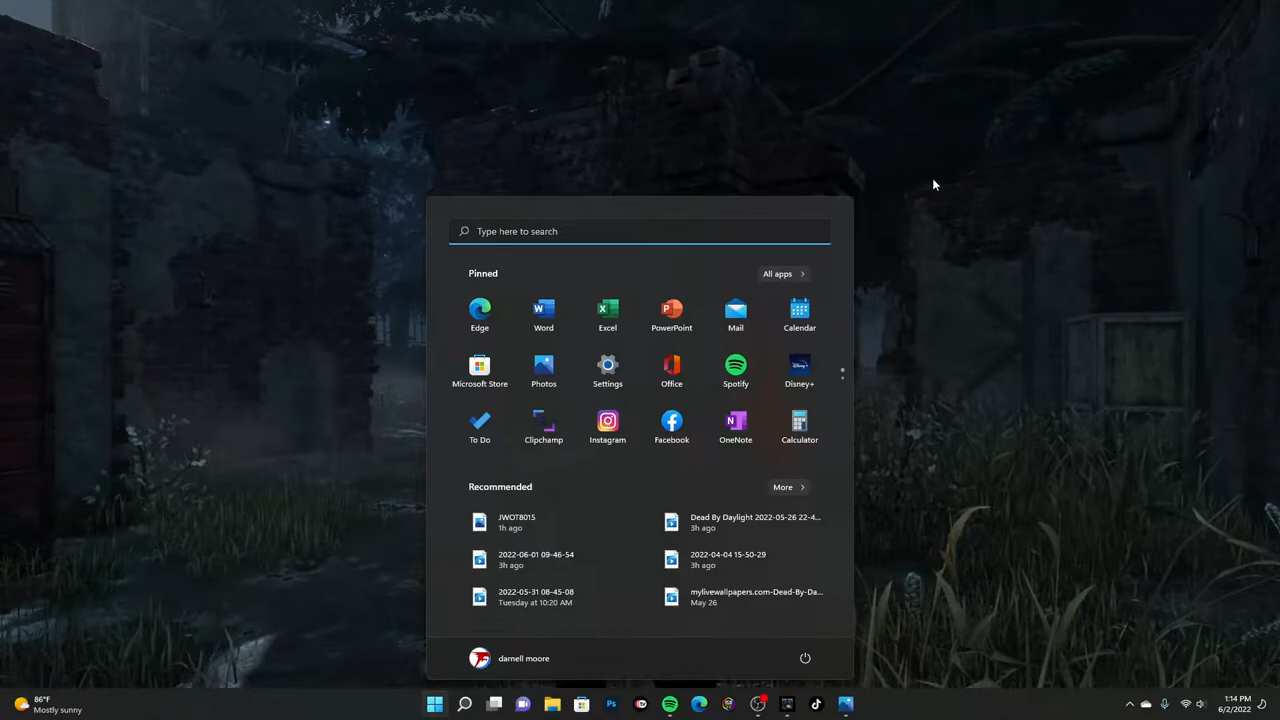 Type here to search
Pinned
All apps
Edge
Word
Excel
PowerPoint
Mail
Calendar
Microsoft Store
Photos
Settings
Office
Spotify
Disney+
To Do
Clipchamp
Instagram
Facebook
OneNote
Calculator
Recommended
More
JWOT8015
1h ago
Dead By Daylight 2022-05-26 22-4...
3h ago
2022-06-01 09-46-54
3h ago
2022-04-04 15-50-29
3h ago
2022-05-31 08-45-08
Tuesday at 10:20 AM
mylivewallpapers.com-Dead-By-Da...
May 26
darnell moore
86°F
Mostly sunny
1:14 PM
6/2/2022